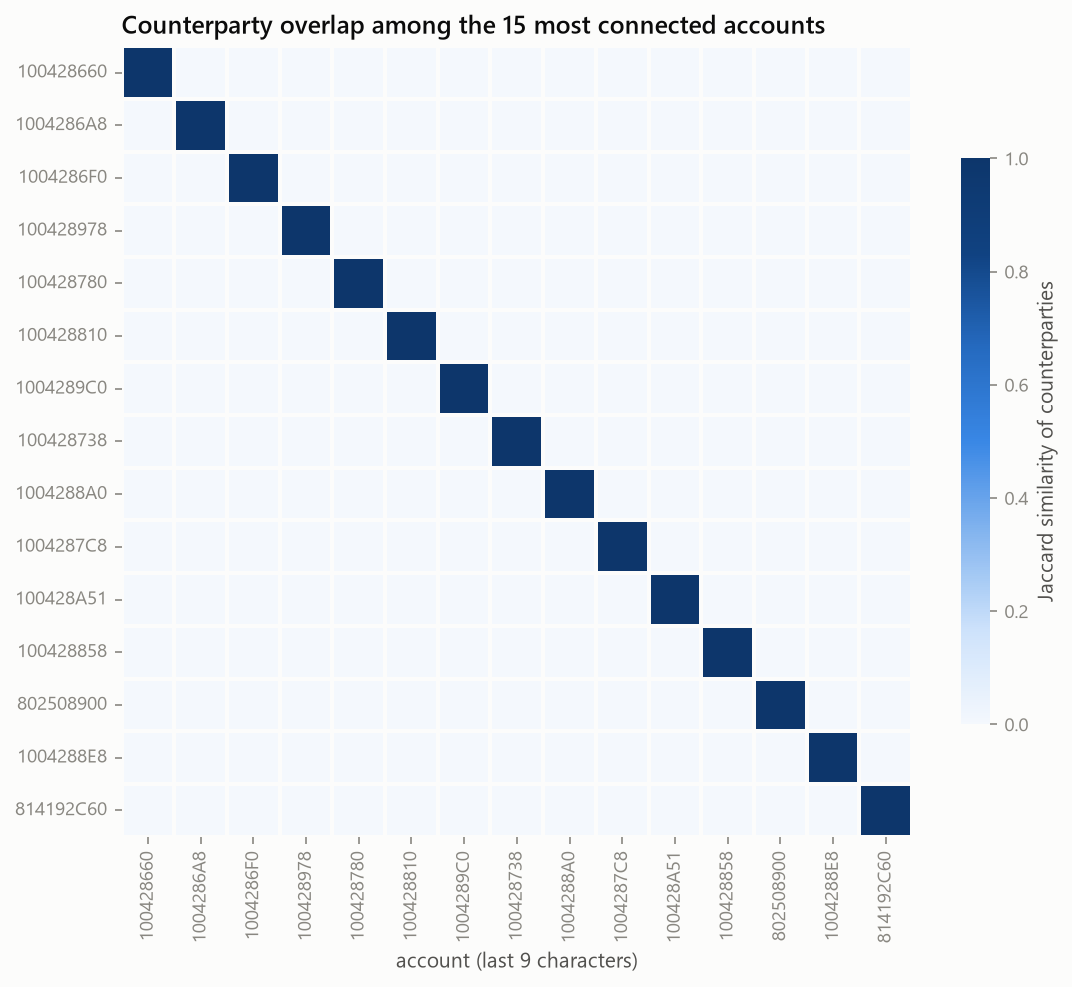 Counterparty overlap among the 15 most connected accounts
100428660
1004286A8
1004286F0
100428978
100428780
100428810
1004289C0
100428738
1004288A0
1004287C8
100428A51
100428858
802508900
1004288E8
814192C60
100428660
1004286A8
1004286F0
100428978
100428780
100428810
1004289C0
100428738
1004288A0
1004287C8
100428A51
100428858
802508900
1004288E8
814192C60
account (last 9 characters)
1.0
0.8
0.6
0.4
0.2
0.0
Jaccard similarity of counterparties